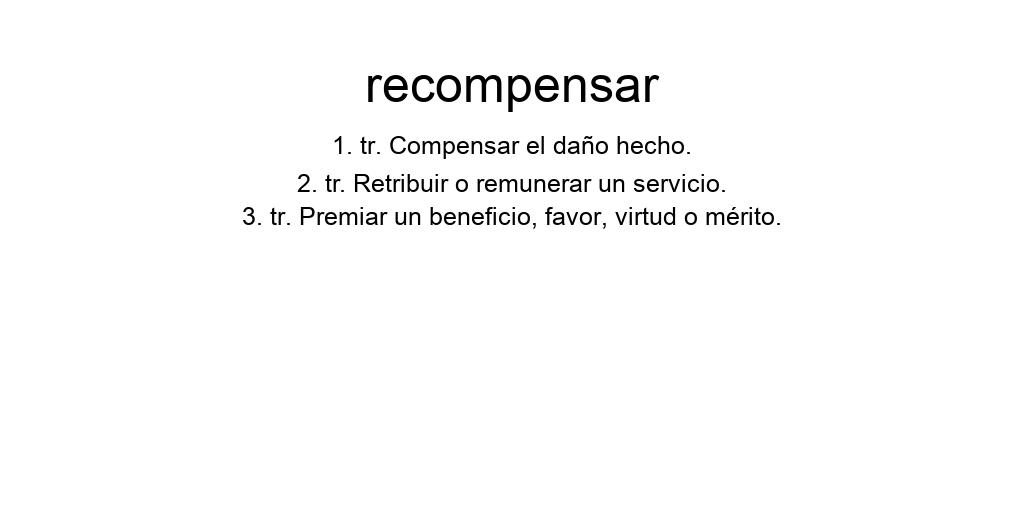 recompensar
1. tr. Compensar el daño hecho.
2. tr. Retribuir o remunerar un servicio.
3. tr. Premiar un beneficio, favor, virtud o mérito.